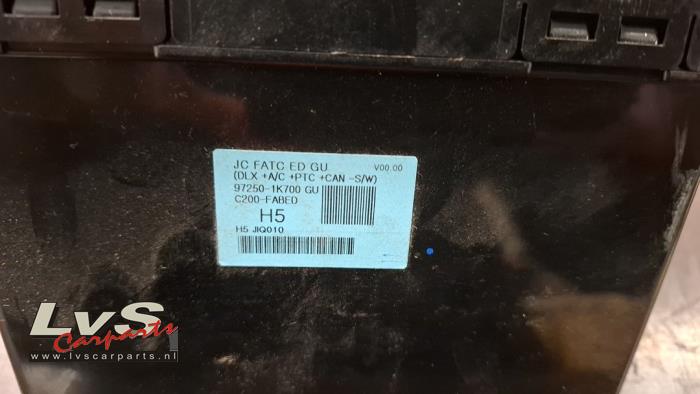 JC FATC ED GU V00.00
(DLX +A/C +PTC +CAN -S/W)
97250-1K700 GU
C200-FABED
H5
H5 JIQ010
LvS
Carparts
www.lvscarparts.nl